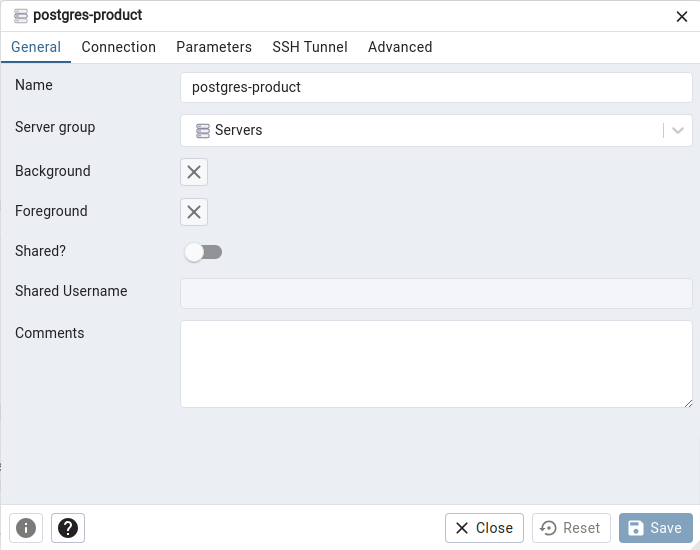 postgres-product
General Connection Parameters SSH Tunnel Advanced
Name postgres-product
Server group Servers
Background
Foreground
Shared?
Shared Username
Comments
Close Reset Save